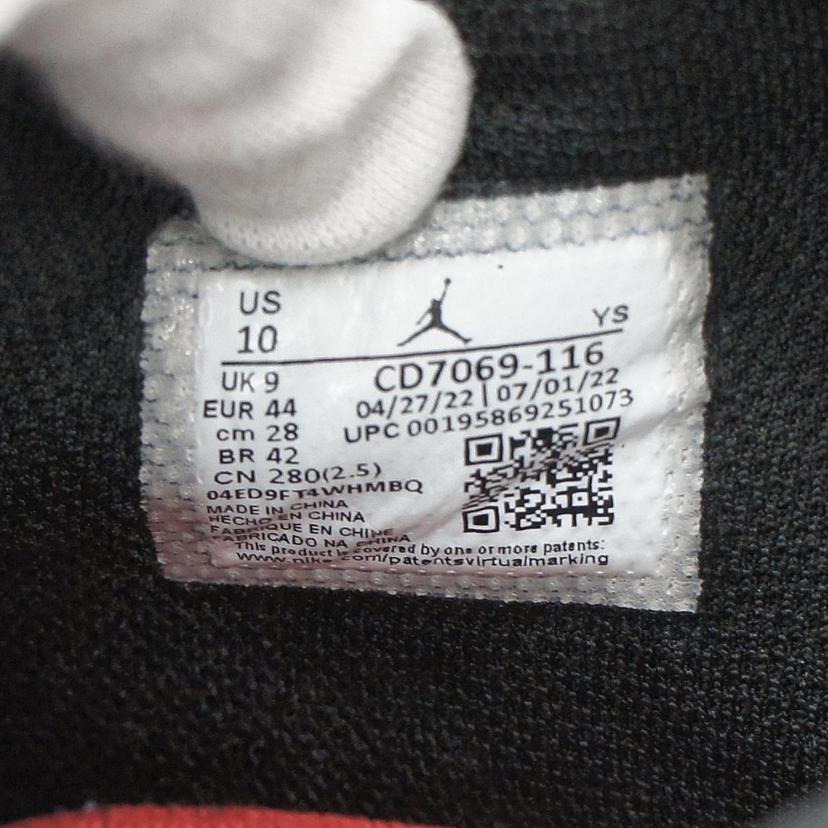 US
10
YS
UK 9
EUR 44
cm 28
BR 42
CN 280(2.5)
CD7069-116
04/27/22 | 07/01/22
UPC 00195869251073
04ED9FT4WHMBQ
MADE IN CHINA
HECHO EN CHINA
FABRIQUE EN CHINE
FABRICADO NA CHINA
This product is covered by one or more patents:
www.nike.com/patentsvirtualmarking